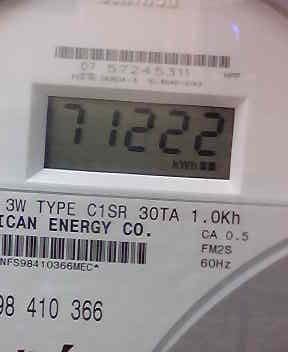 07 57245311
71222
kWh
3W TYPE C1SR 30TA 1.0Kh
ICAN ENERGY CO.
CA 0.5
FM2S
60Hz
NFS98410366MEC*
98 410 366